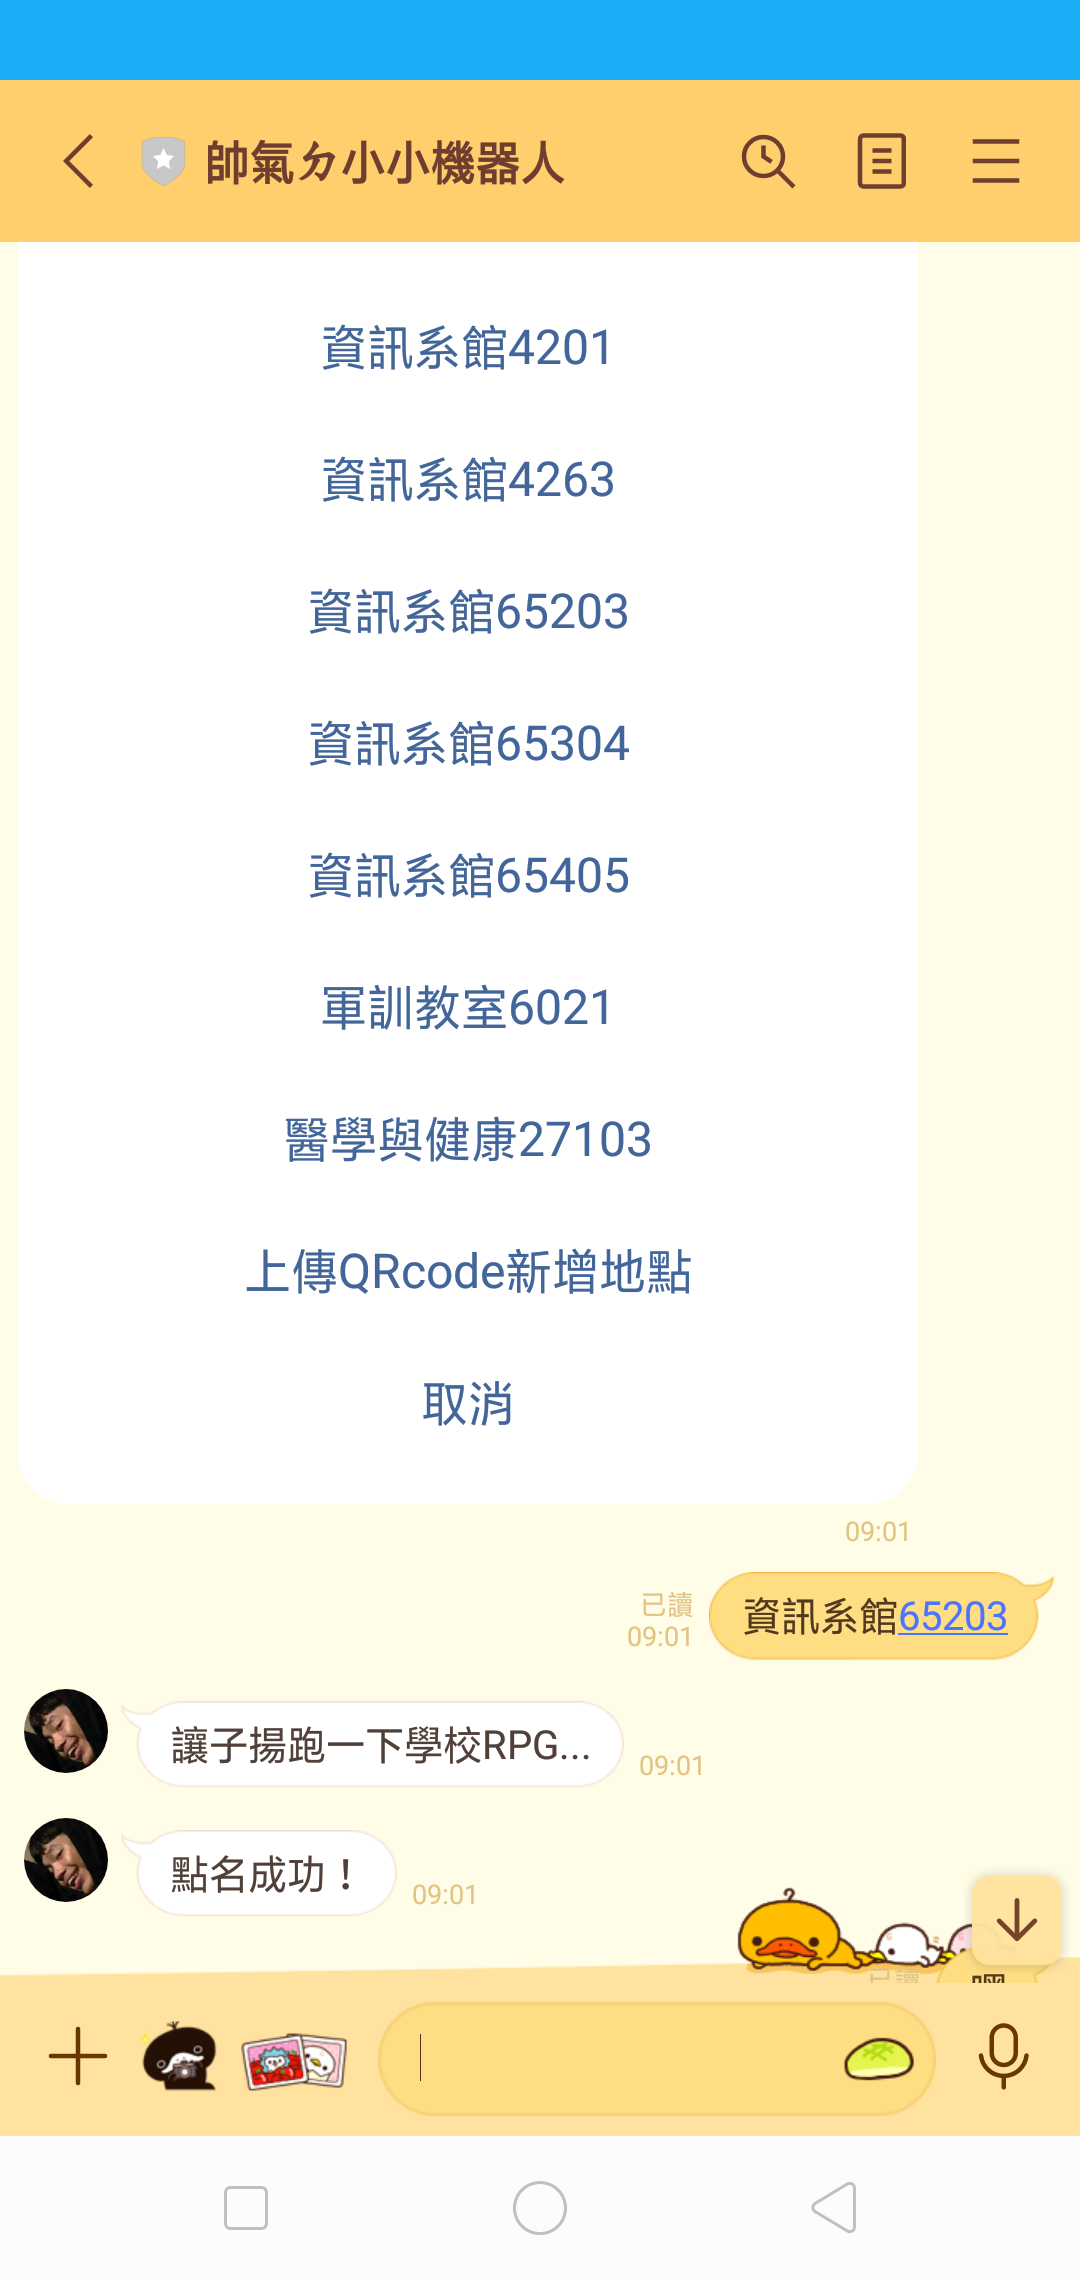 帥氣ㄉ小小機器人
資訊系館4201
資訊系館4263
資訊系館65203
資訊系館65304
資訊系館65405
軍訓教室6021
醫學與健康27103
上傳QRcode新增地點
取消
09:01
已讀
09:01
資訊系館65203
讓子揚跑一下學校RPG...
09:01
點名成功！
09:01
已讀